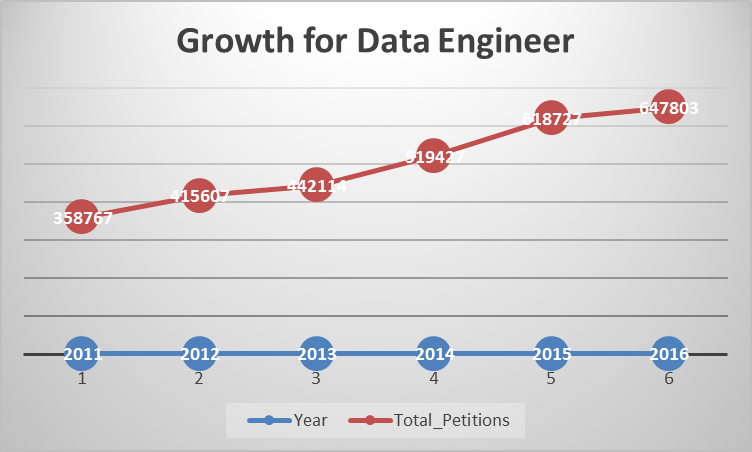 Growth for Data Engineer
647803
618727
519427
442114
415607
358767
2011 2012 2013 2014 2015 2016
1 2 3 4 5 6
Year Total_Petitions